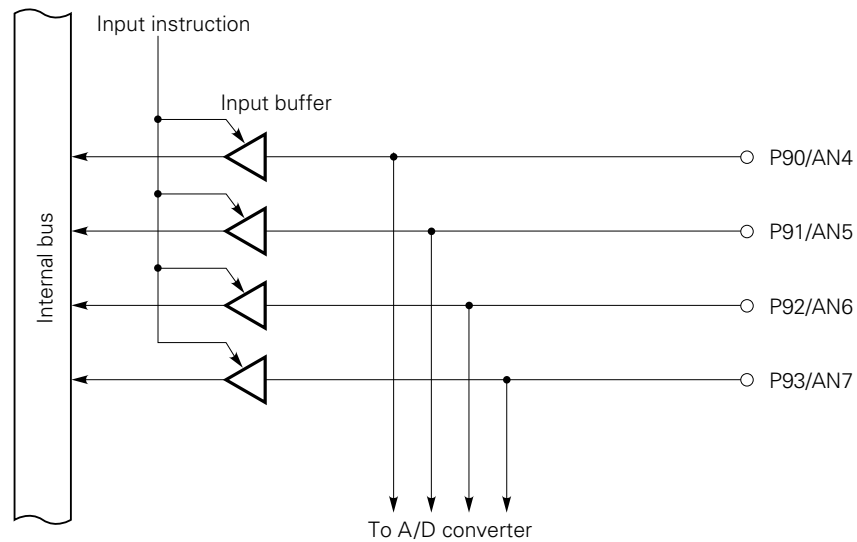 Input instruction
Input buffer
P90/AN4
P91/AN5
P92/AN6
P93/AN7
Internal bus
To A/D converter